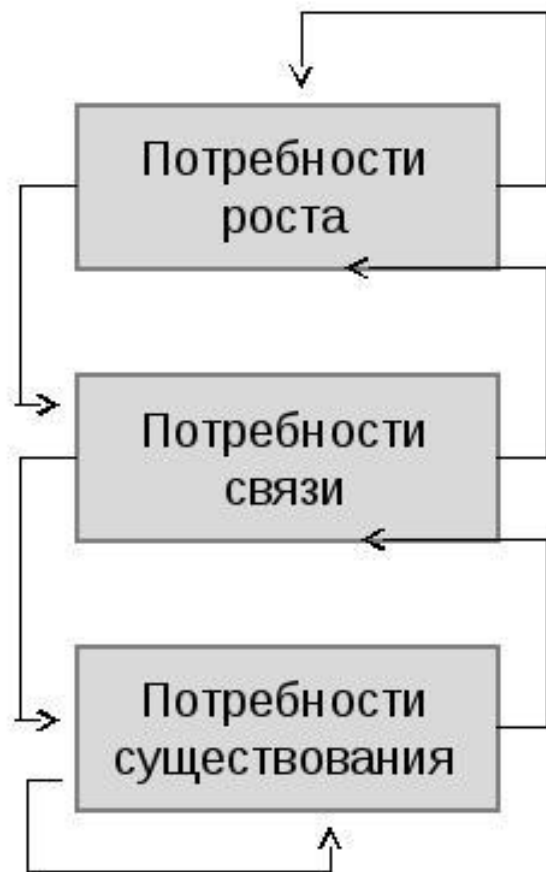 Потребности
роста
Потребности
связи
Потребности
существования